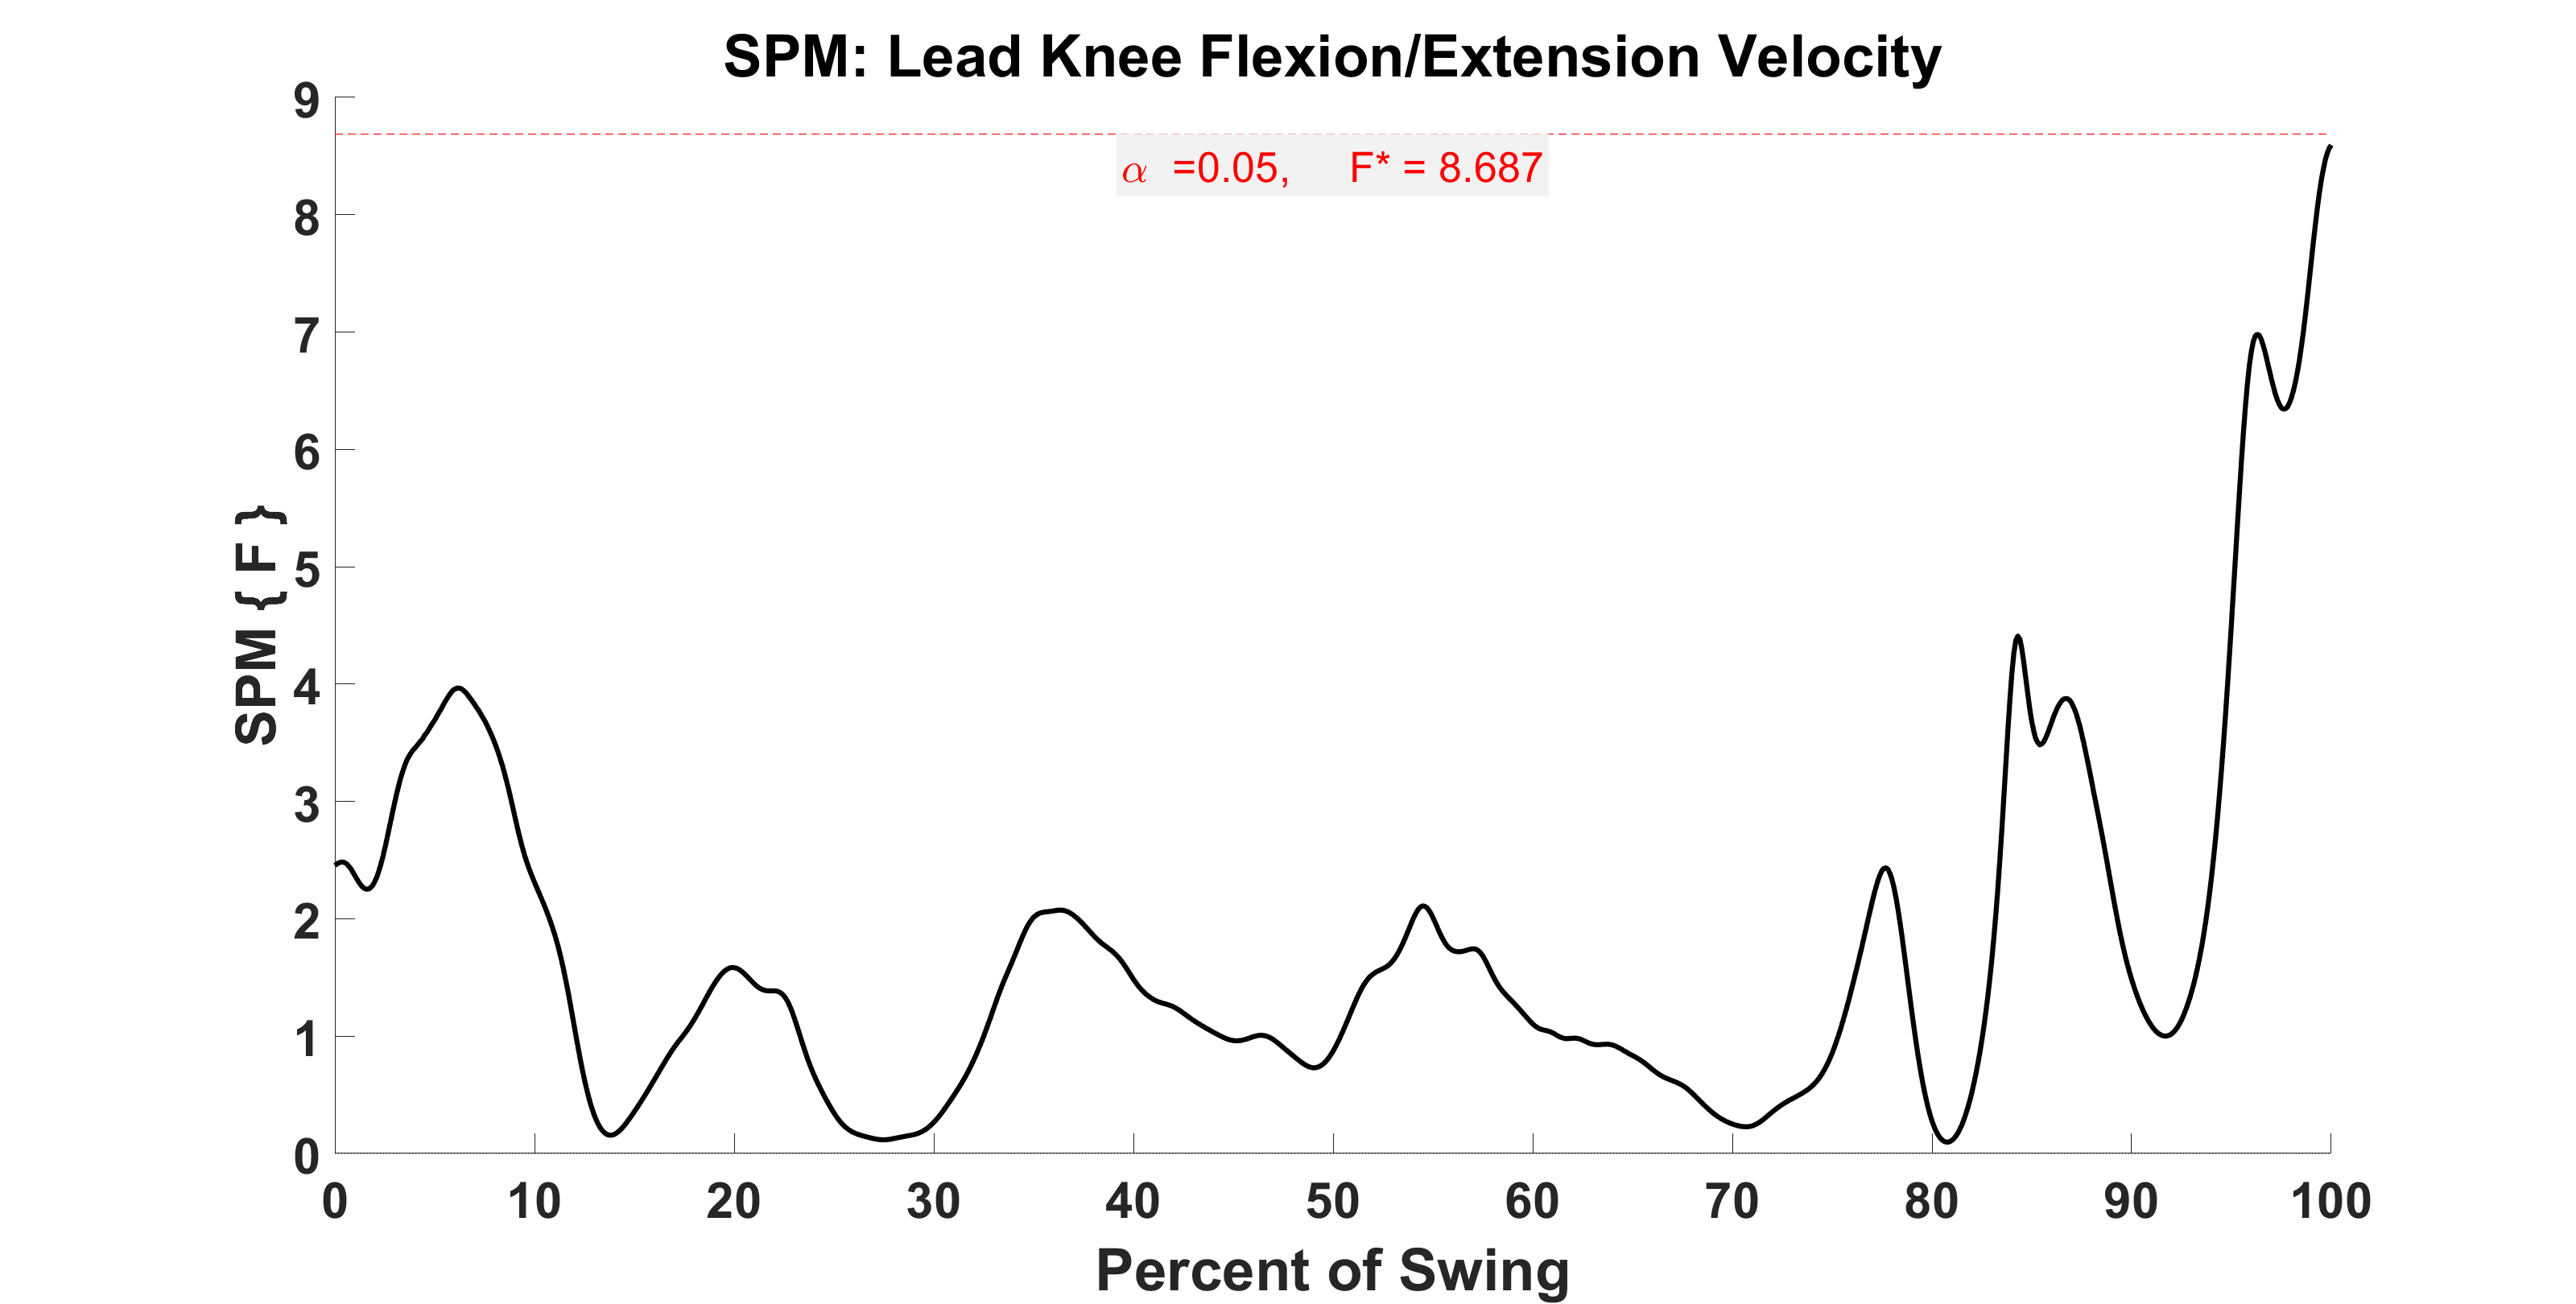 SPM: Lead Knee Flexion/Extension Velocity
9
α =0.05, F* = 8.687
8
7
6
5
4
3
2
1
0
SPM { F }
0 10 20 30 40 50 60 70 80 90 100
Percent of Swing